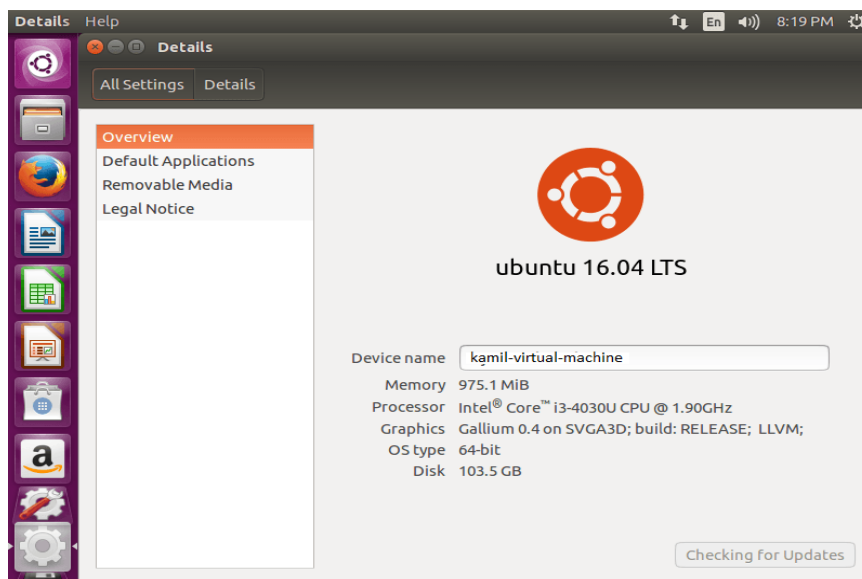 Details Help En 8:19 PM
Details
All Settings Details
Overview
Default Applications
Removable Media
Legal Notice
ubuntu 16.04 LTS
Device name kamil-virtual-machine
Memory 975.1 MiB
Processor Intel® Core™ i3-4030U CPU @ 1.90GHz
Graphics Gallium 0.4 on SVGA3D; build: RELEASE; LLVM;
OS type 64-bit
Disk 103.5 GB
a
Checking for Updates